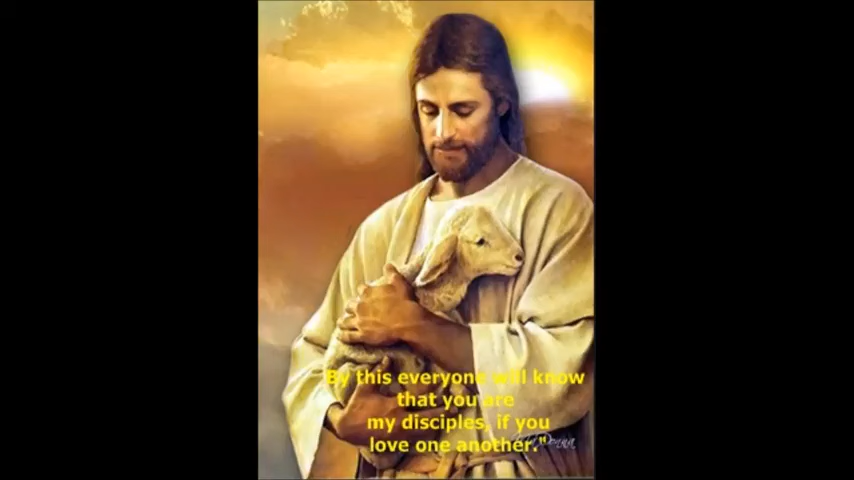 By this everyone will know
that you are
my disciples, if you
love one another."